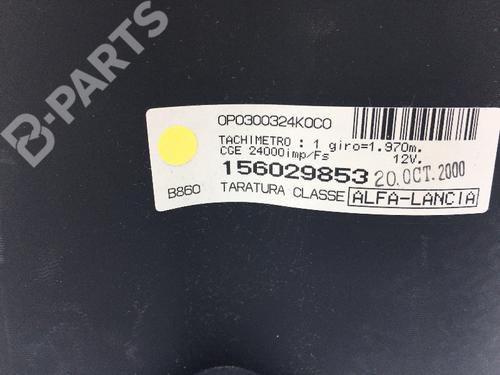 B-PARTS
0P0300324K0C0
TACHIMETRO : 1 giro=1.970m.
CGE 24000imp/Fs 12V.
156029853 20.OCT.2000
B860 TARATURA CLASSE ALFA-LANCIA